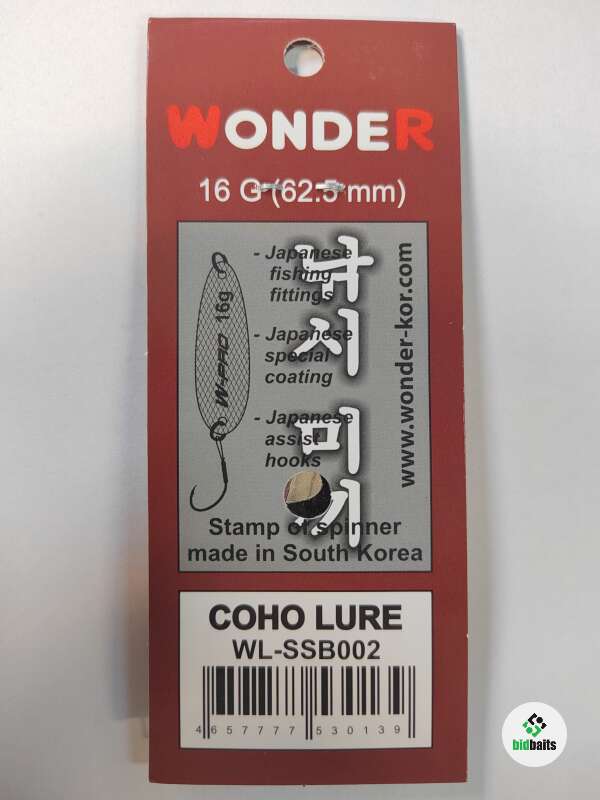 WONDER
16 G (62.5 mm)
- Japanese
fishing
fittings
- Japanese
special
coating
- Japanese
assist
hooks
W-PRO 16g
낚시 미
www.wonder-kor.com
Stamp of spinner
made in South Korea
COHO LURE
WL-SSB002
4 657777 530139
bidbaits